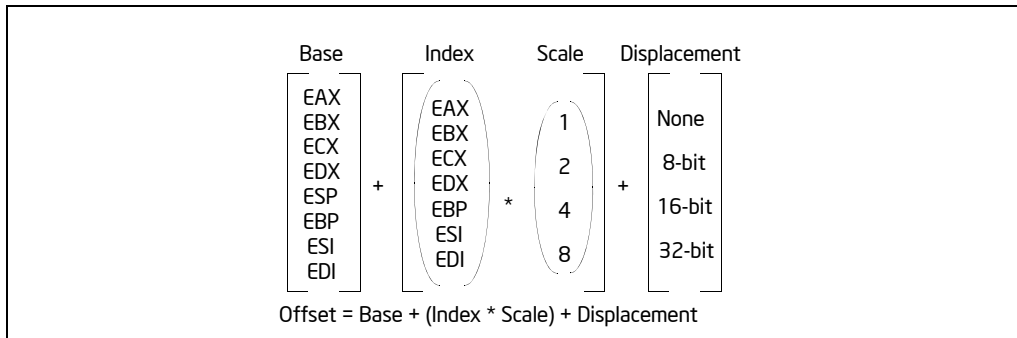 Base Index Scale Displacement
EAX
EBX
ECX
EDX
ESP
EBP
ESI
EDI
+
EAX
EBX
ECX
EDX
EBP
ESI
EDI
*
1
2
4
8
+
None
8-bit
16-bit
32-bit
Offset = Base + (Index * Scale) + Displacement